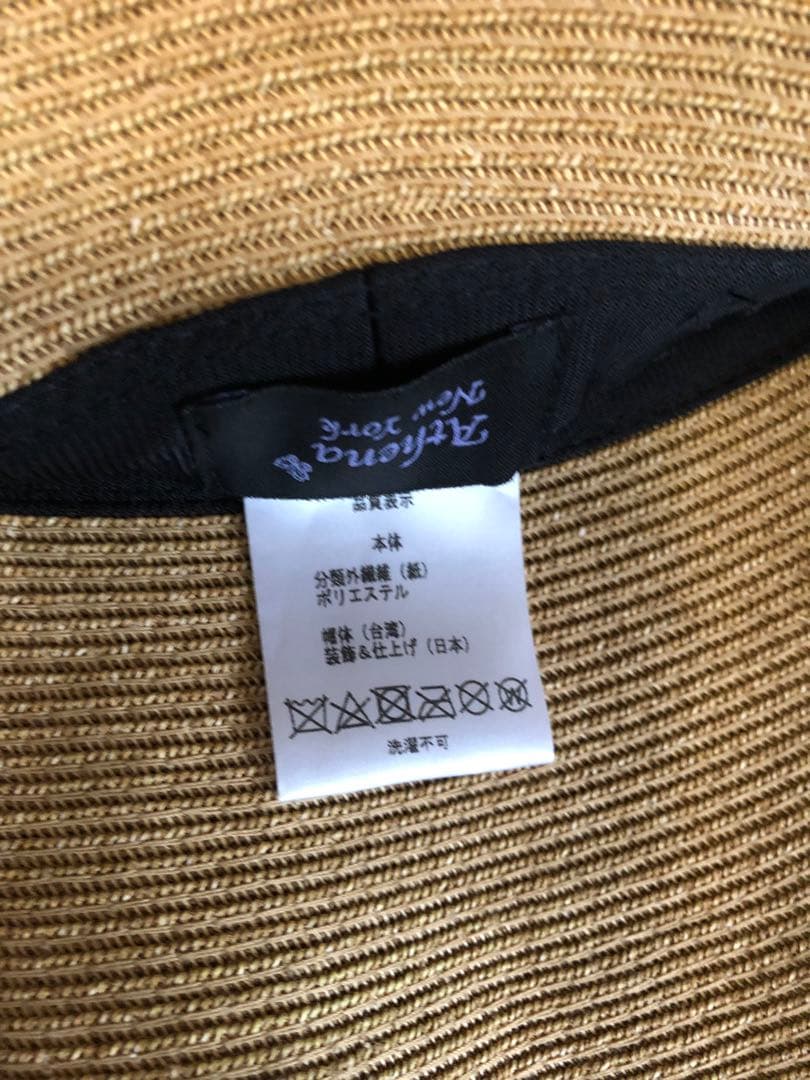 Athena
New York
品質表示
本体
分類外繊維（紙）
ポリエステル
帽体（台湾）
装飾＆仕上げ（日本）
洗濯不可